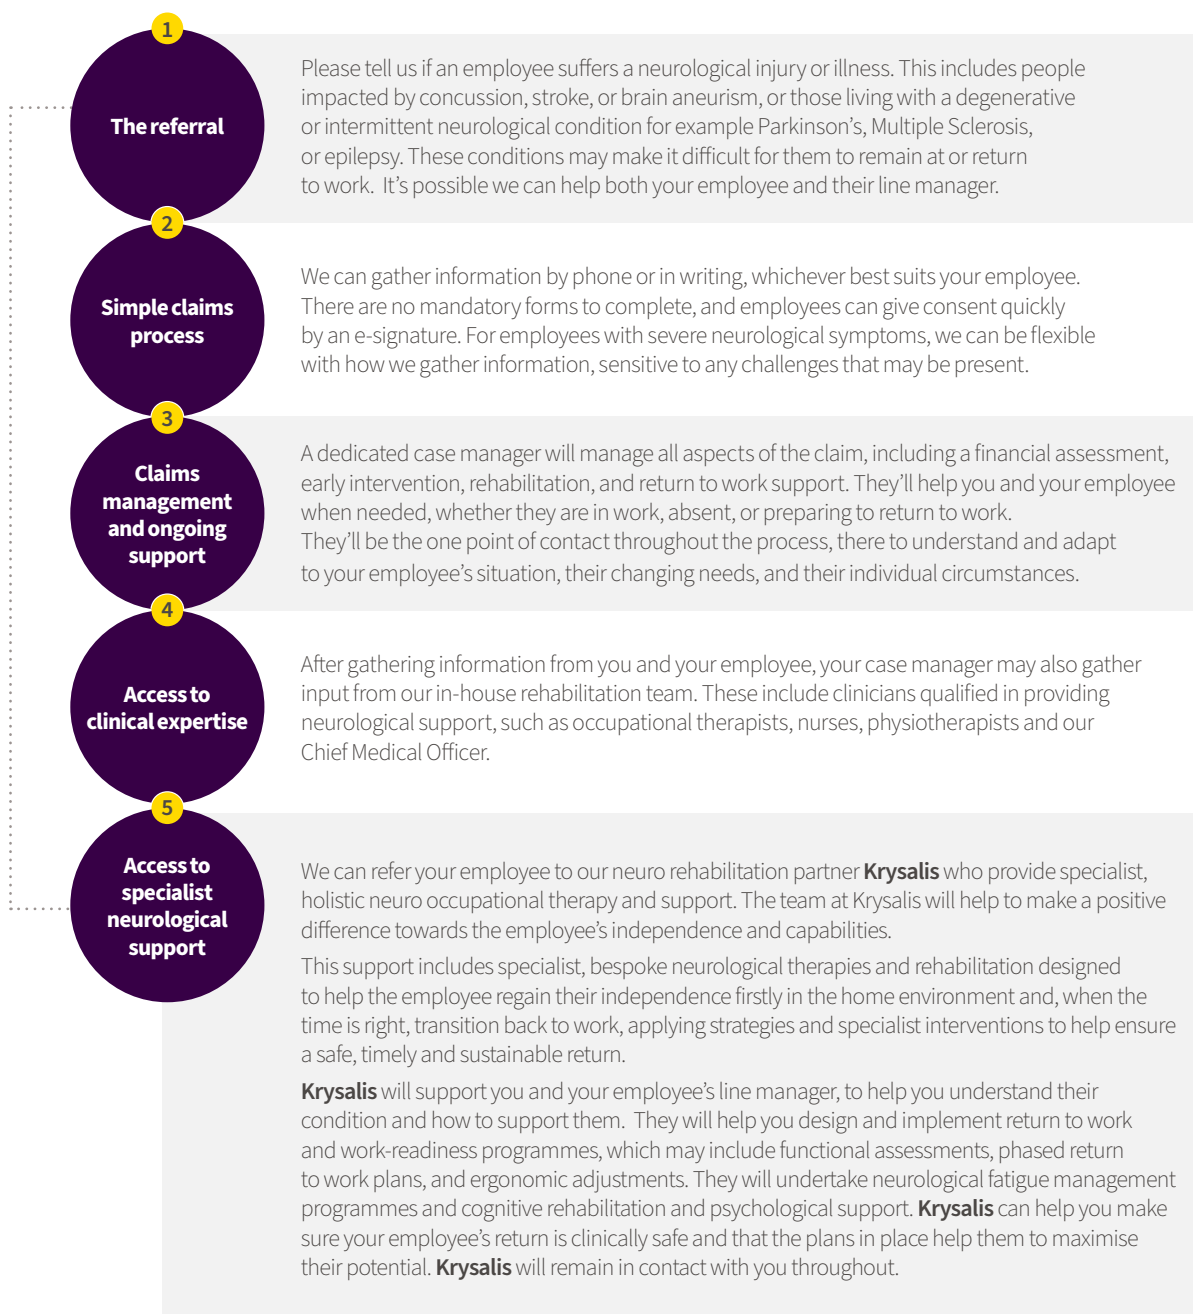 1
The referral
Please tell us if an employee suffers a neurological injury or illness. This includes people
impacted by concussion, stroke, or brain aneurism, or those living with a degenerative
or intermittent neurological condition for example Parkinson's, Multiple Sclerosis,
or epilepsy. These conditions may make it difficult for them to remain at or return
to work.  It's possible we can help both your employee and their line manager.
2
Simple claims
process
We can gather information by phone or in writing, whichever best suits your employee.
There are no mandatory forms to complete, and employees can give consent quickly
by an e-signature. For employees with severe neurological symptoms, we can be flexible
with how we gather information, sensitive to any challenges that may be present.
3
Claims
management
and ongoing
support
A dedicated case manager will manage all aspects of the claim, including a financial assessment,
early intervention, rehabilitation, and return to work support. They'll help you and your employee
when needed, whether they are in work, absent, or preparing to return to work.
They'll be the one point of contact throughout the process, there to understand and adapt
to your employee's situation, their changing needs, and their individual circumstances.
4
Access to
clinical expertise
After gathering information from you and your employee, your case manager may also gather
input from our in-house rehabilitation team. These include clinicians qualified in providing
neurological support, such as occupational therapists, nurses, physiotherapists and our
Chief Medical Officer.
5
Access to
specialist
neurological
support
We can refer your employee to our neuro rehabilitation partner Krysalis who provide specialist,
holistic neuro occupational therapy and support. The team at Krysalis will help to make a positive
difference towards the employee's independence and capabilities.
This support includes specialist, bespoke neurological therapies and rehabilitation designed
to help the employee regain their independence firstly in the home environment and, when the
time is right, transition back to work, applying strategies and specialist interventions to help ensure
a safe, timely and sustainable return.
Krysalis will support you and your employee's line manager, to help you understand their
condition and how to support them.  They will help you design and implement return to work
and work-readiness programmes, which may include functional assessments, phased return
to work plans, and ergonomic adjustments. They will undertake neurological fatigue management
programmes and cognitive rehabilitation and psychological support. Krysalis can help you make
sure your employee's return is clinically safe and that the plans in place help them to maximise
their potential. Krysalis will remain in contact with you throughout.